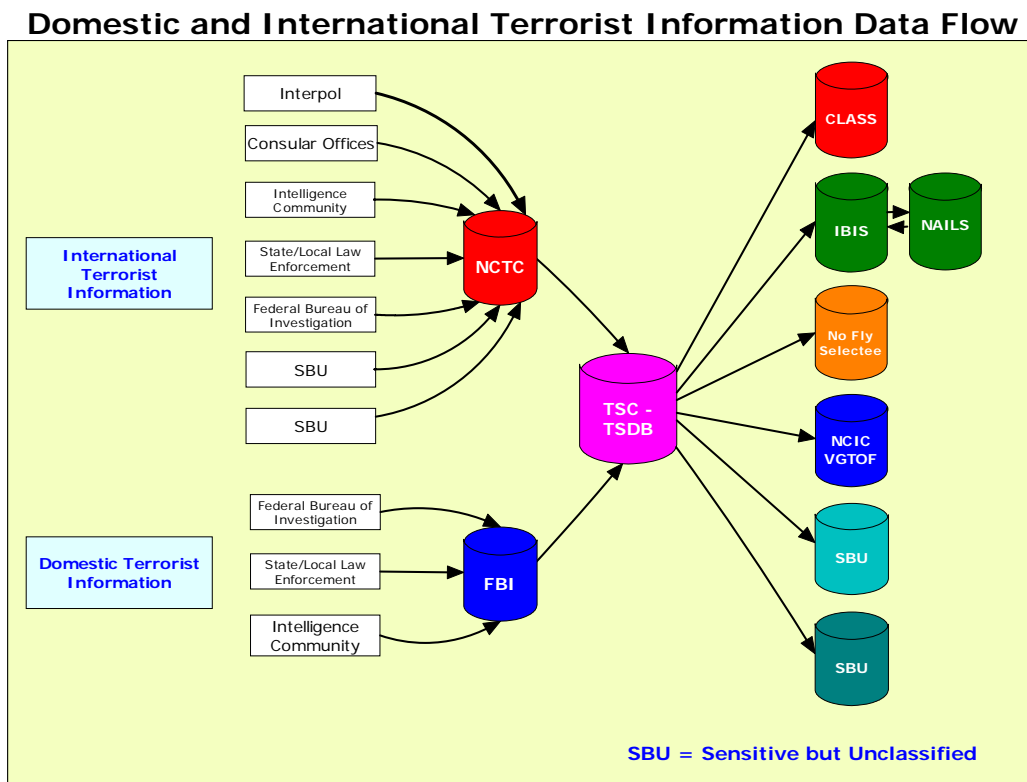 Domestic and International Terrorist Information Data Flow
Interpol
Consular Offices
Intelligence
Community
State/Local Law
Enforcement
Federal Bureau of
Investigation
SBU
SBU
International
Terrorist
Information
NCTC
Federal Bureau of
Investigation
State/Local Law
Enforcement
Intelligence
Community
Domestic Terrorist
Information
FBI
TSC -
TSDB
CLASS
IBIS
NAILS
No Fly
Selectee
NCIC
VGTOF
SBU
SBU
SBU = Sensitive but Unclassified